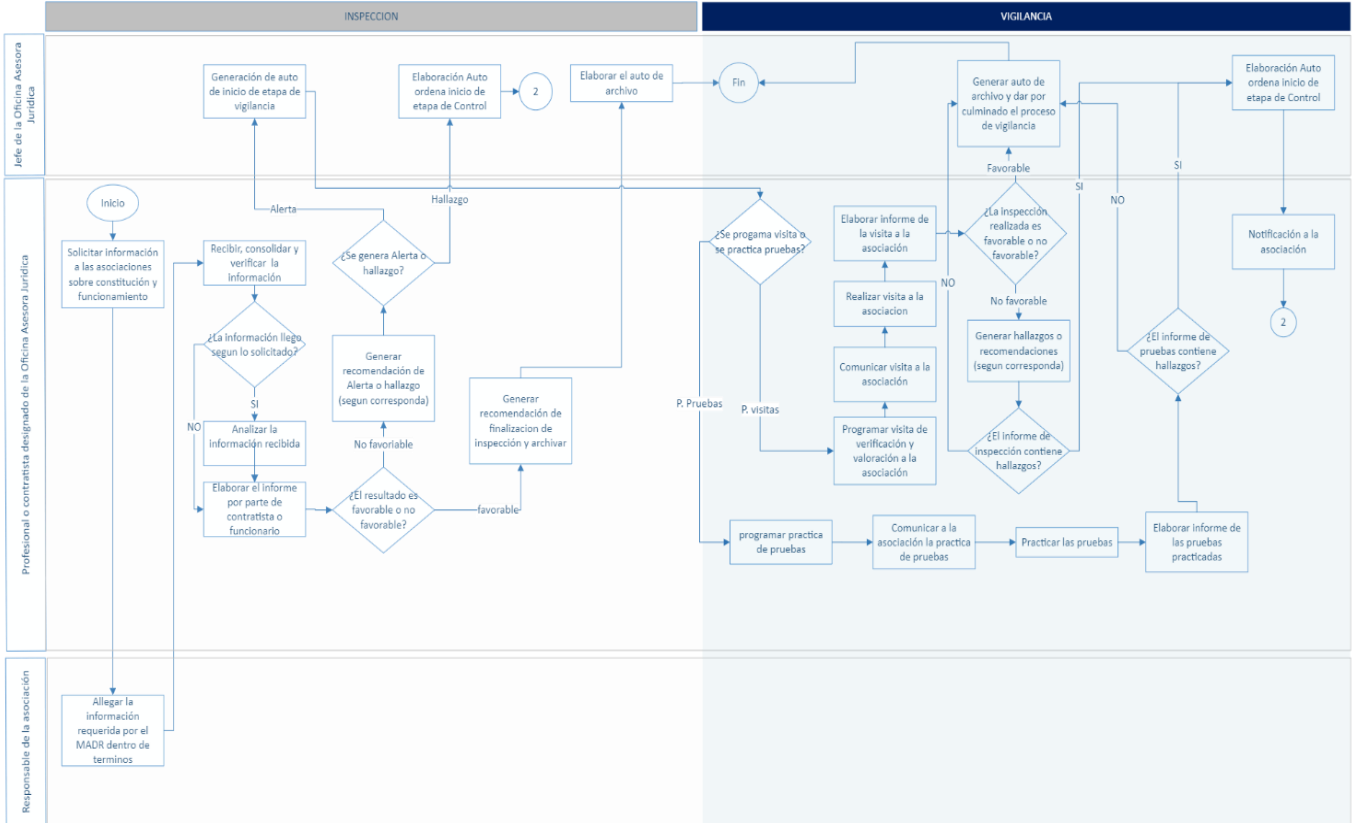 INSPECCION
VIGILANCIA
Jefe de la Oficina Asesora
Jurídica
Generación de auto
de inicio de etapa de
vigilancia
Elaboración Auto
ordena inicio de
etapa de Control
2
Elaborar el auto de
archivo
Fin
Generar auto de
archivo y dar por
culminado el proceso
de vigilancia
Elaboración Auto
ordena inicio de
etapa de Control
Profesional o contratista designado de la Oficina Asesora Jurídica
Inicio
Solicitar información
a las asociaciones
sobre constitución y
funcionamiento
Recibir, consolidar y
verificar la
información
¿La información llego
segun lo solicitado?
SI
NO
Analizar la
información recibida
Elaborar el informe
por parte de
contratista o
funcionario
Alerta
Hallazgo
¿Se genera Alerta o
hallazgo?
Generar
recomendación de
Alerta o hallazgo
(segun corresponda)
No favoriable
¿El resultado es
favorable o no
favorable?
favorable
Generar
recomendación de
finalizacion de
inspección y archivar
¿Se progama visita o
se practica pruebas?
P. Pruebas
P. visitas
Elaborar informe de
la visita a la
asociación
Realizar visita a la
asociacion
Comunicar visita a la
asociación
Programar visita de
verificación y
valoración a la
asociación
Favorable
¿La inspección
realizada es
favorable o no
favorable?
No favorable
Generar hallazgos o
recomendaciones
(segun corresponda)
¿El informe de
inspección contiene
hallazgos?
NO
SI
NO
SI
¿El informe de
pruebas contiene
hallazgos?
Notificación a la
asociación
2
programar practica
de pruebas
Comunicar a la
asociación la practica
de pruebas
Practicar las pruebas
Elaborar informe de
las pruebas
practicadas
Responsable de la asociación
Allegar la
información
requerida por el
MADR dentro de
terminos